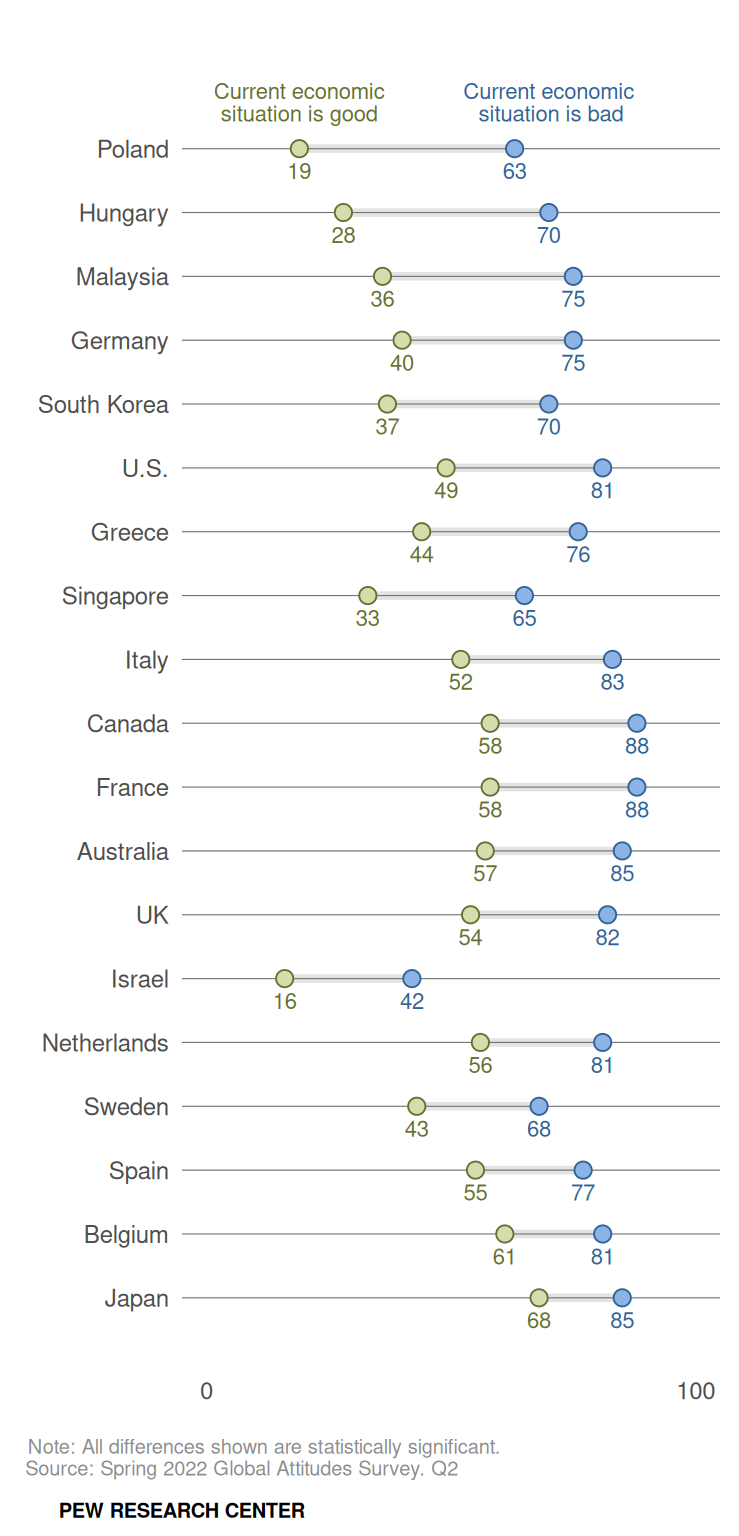 Current economic
situation is good
Current economic
situation is bad
Poland
19
63
Hungary
28
70
Malaysia
36
75
Germany
40
75
South Korea
37
70
U.S.
49
81
Greece
44
76
Singapore
33
65
Italy
52
83
Canada
58
88
France
58
88
Australia
57
85
UK
54
82
Israel
16
42
Netherlands
56
81
Sweden
43
68
Spain
55
77
Belgium
61
81
Japan
68
85
0
100
Note: All differences shown are statistically significant.
Source: Spring 2022 Global Attitudes Survey. Q2
PEW RESEARCH CENTER